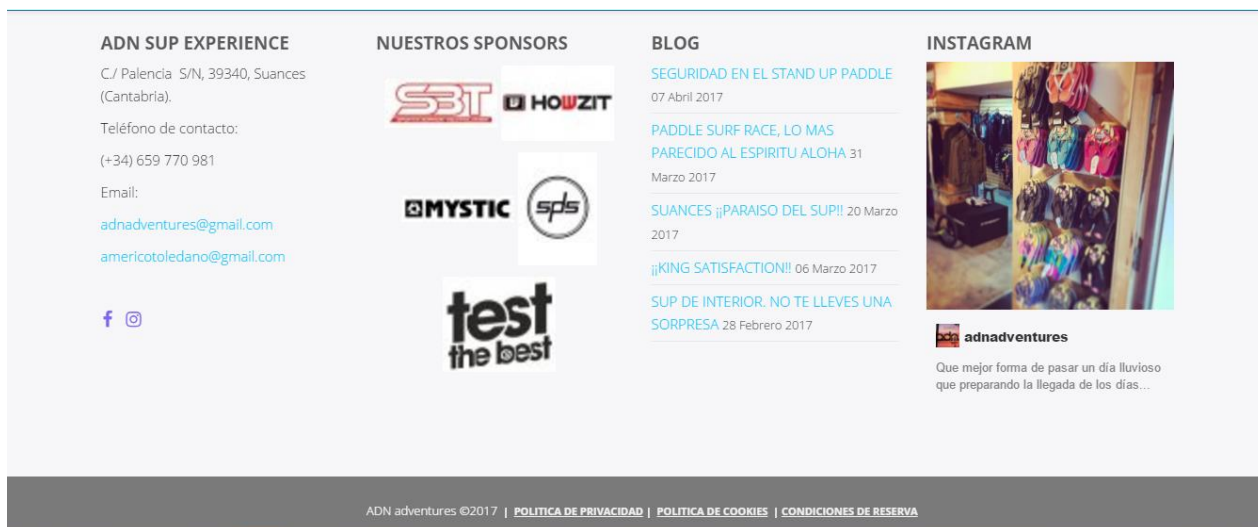 ADN SUP EXPERIENCE
C./ Palencia S/N, 39340, Suances
(Cantabria).
Teléfono de contacto:
(+34) 659 770 981
Email:
adnadventures@gmail.com
americotoledano@gmail.com
NUESTROS SPONSORS
SBT
HOWZIT
MYSTIC
sps
test
the best
BLOG
SEGURIDAD EN EL STAND UP PADDLE
07 Abril 2017
PADDLE SURF RACE, LO MAS
PARECIDO AL ESPIRITU ALOHA 31
Marzo 2017
SUANCES ¡¡PARAISO DEL SUP!! 20 Marzo
2017
¡¡KING SATISFACTION!! 06 Marzo 2017
SUP DE INTERIOR. NO TE LLEVES UNA
SORPRESA 28 Febrero 2017
INSTAGRAM
adn adnadventures
Que mejor forma de pasar un día lluvioso
que preparando la llegada de los días...
ADN adventures ©2017 | POLITICA DE PRIVACIDAD | POLITICA DE COOKIES | CONDICIONES DE RESERVA